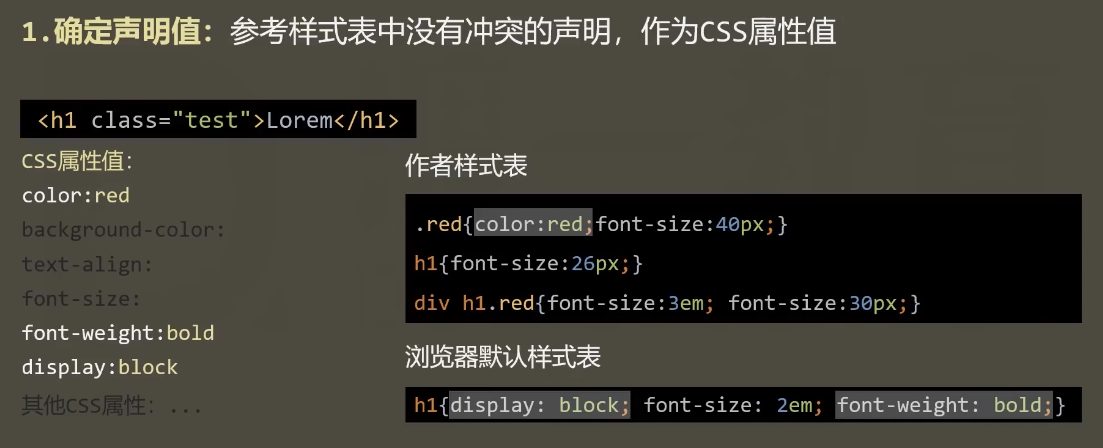 1.确定声明值：参考样式表中没有冲突的声明，作为CSS属性值
<h1 class="test">Lorem</h1>
CSS属性值：
color:red
background-color:
text-align:
font-size:
font-weight:bold
display:block
其他CSS属性：...
作者样式表
.red{color:red;font-size:40px;}
h1{font-size:26px;}
div h1.red{font-size:3em; font-size:30px;}
浏览器默认样式表
h1{display: block; font-size: 2em; font-weight: bold;}